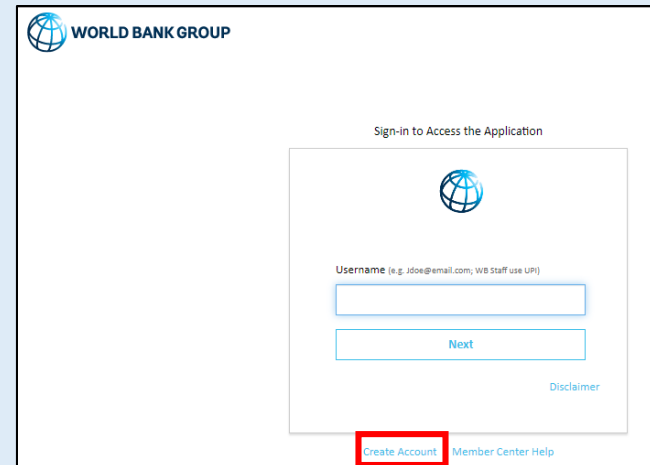 WORLD BANK GROUP
Sign-in to Access the Application
Username (e.g. Jdoe@email.com; WB Staff use UPI)
Next
Disclaimer
Create Account Member Center Help